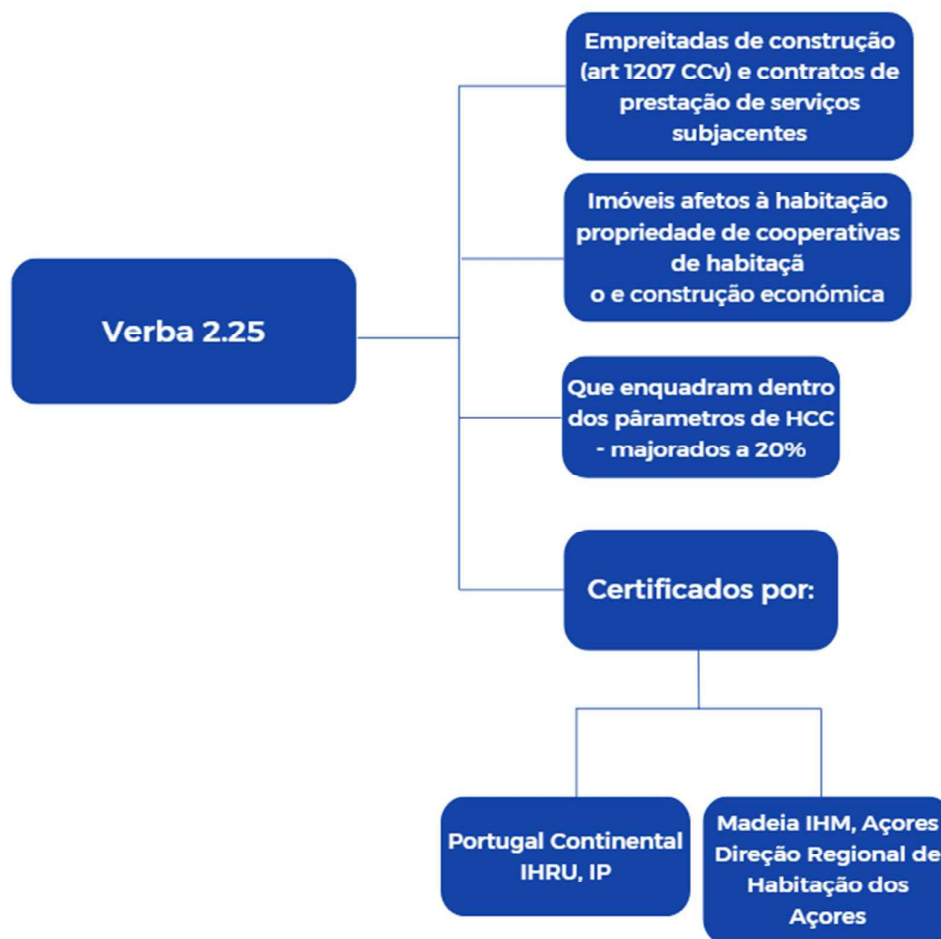 Empreitadas de construção
(art 1207 CCv) e contratos de
prestação de serviços
subjacentes
Imóveis afetos à habitação
propriedade de cooperativas
de habitaçã
o e construção económica
Verba 2.25
Que enquadram dentro
dos pârametros de HCC
- majorados a 20%
Certificados por:
Portugal Continental
IHRU, IP
Madeia IHM, Açores
Direção Regional de
Habitação dos
Açores